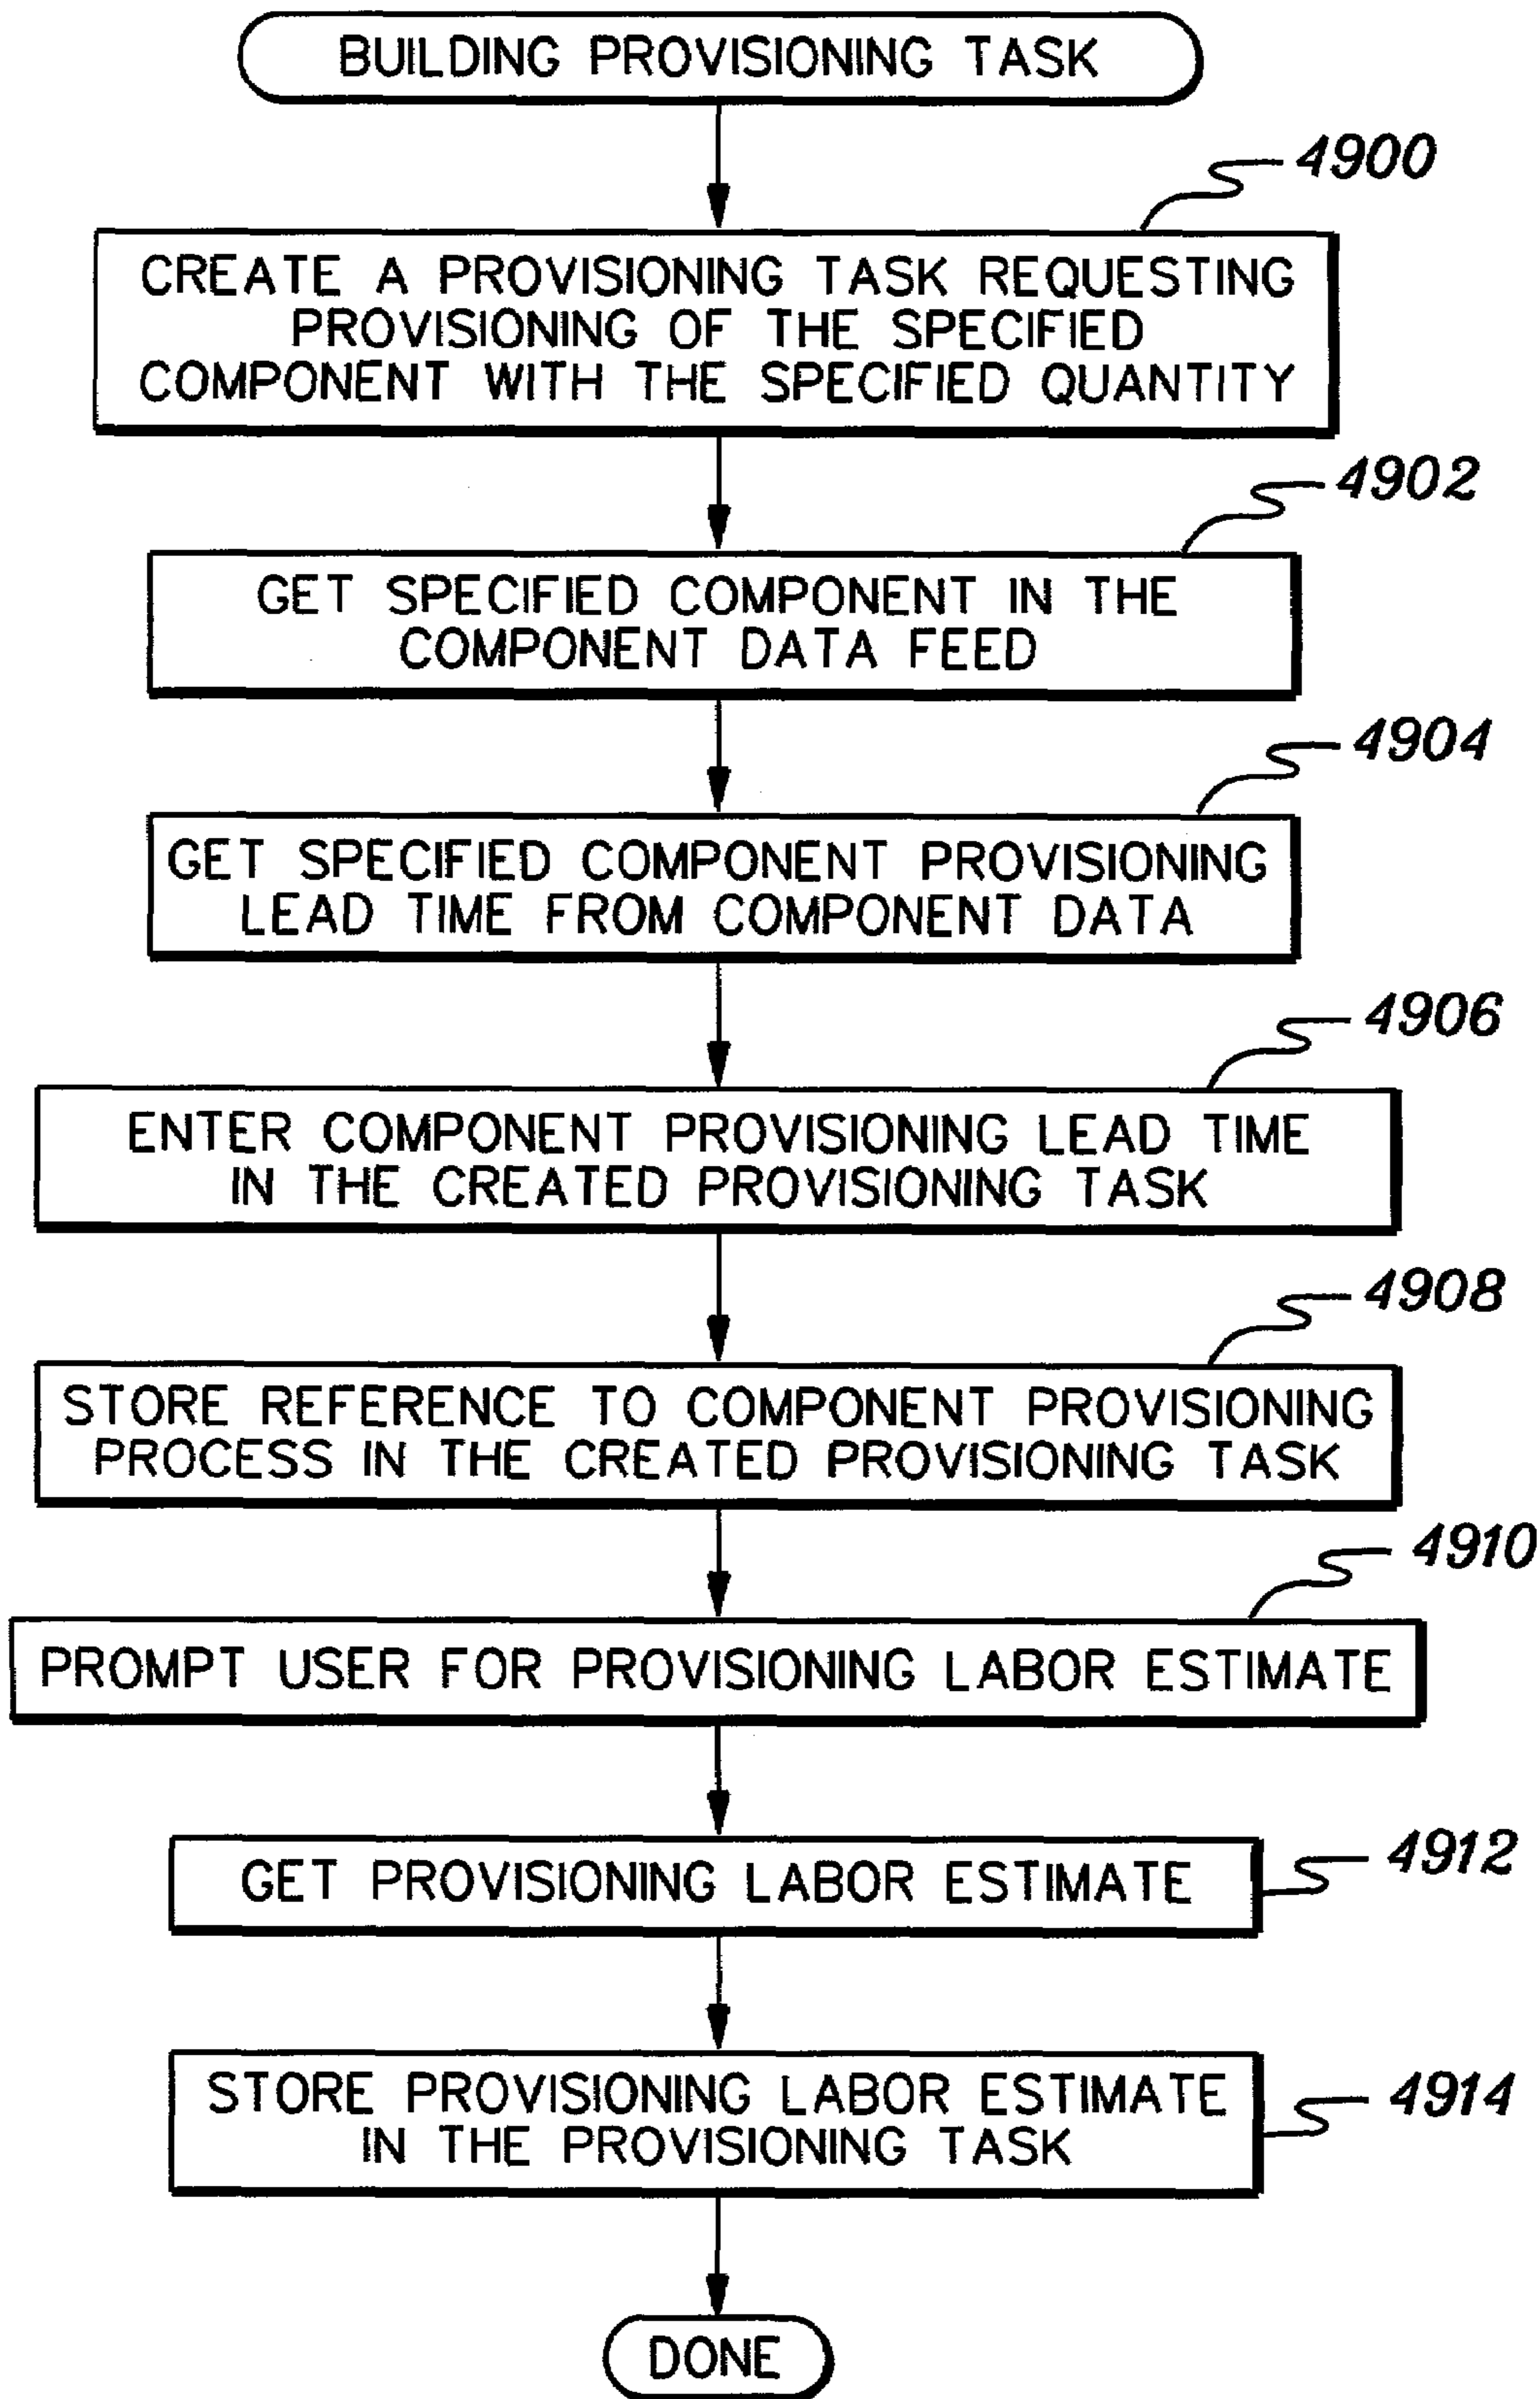 BUILDING PROVISIONING TASK
4900
CREATE A PROVISIONING TASK REQUESTING
PROVISIONING OF THE SPECIFIED
COMPONENT WITH THE SPECIFIED QUANTITY
4902
GET SPECIFIED COMPONENT IN THE
COMPONENT DATA FEED
4904
GET SPECIFIED COMPONENT PROVISIONING
LEAD TIME FROM COMPONENT DATA
4906
ENTER COMPONENT PROVISIONING LEAD TIME
IN THE CREATED PROVISIONING TASK
4908
STORE REFERENCE TO COMPONENT PROVISIONING
PROCESS IN THE CREATED PROVISIONING TASK
4910
PROMPT USER FOR PROVISIONING LABOR ESTIMATE
4912
GET PROVISIONING LABOR ESTIMATE
4914
STORE PROVISIONING LABOR ESTIMATE
IN THE PROVISIONING TASK
DONE